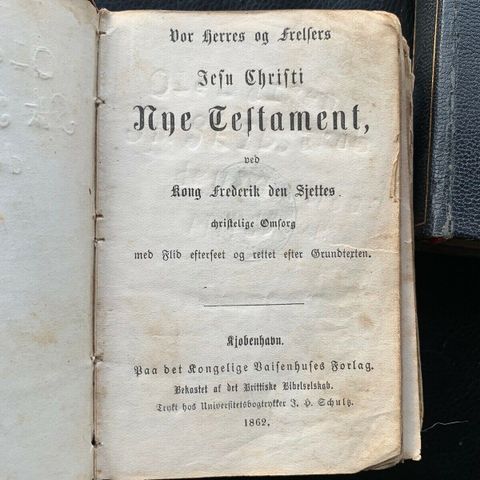 Vor Herres og Frelsers
Jesu Christi
Nye Testament,
ved
Kong Frederik den Sjettes
christelige Omsorg
med Flid efterseet og rettet efter Grundtexten.
Kjøbenhavn.
Paa det Kongelige Vaisenhuses Forlag.
Bekostet af det Brittiske Bibelselskab.
Trykt hos Universitetsbogtrykker J. H. Schultz.
1862.